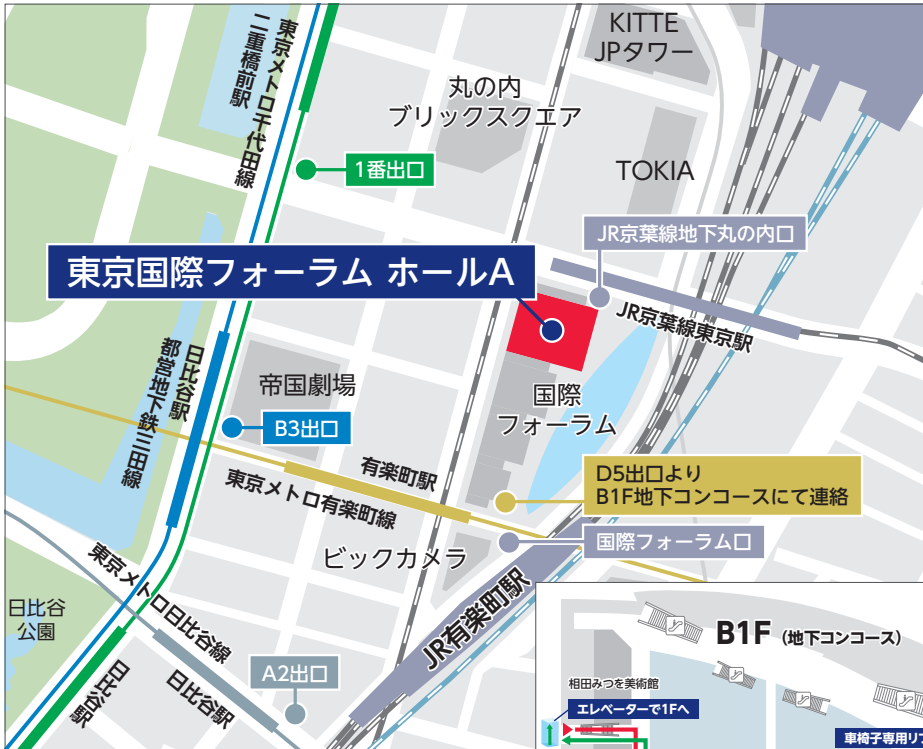 KITTE
JPタワー
東京メトロ千代田線
二重橋前駅
丸の内
ブリックスクエア
1番出口
TOKIA
JR京葉線地下丸の内口
東京国際フォーラム ホールA
JR京葉線東京駅
日比谷駅
都営地下鉄三田線
帝国劇場
B3出口
国際
フォーラム
有楽町駅
東京メトロ有楽町線
D5出口より
B1F地下コンコースにて連絡
国際フォーラム口
ビックカメラ
JR有楽町駅
東京メトロ日比谷線
日比谷駅
日比谷
公園
日比谷駅
A2出口
B1F (地下コンコース)
相田みつを美術館
エレベーターで1Fへ
車椅子専用リフ